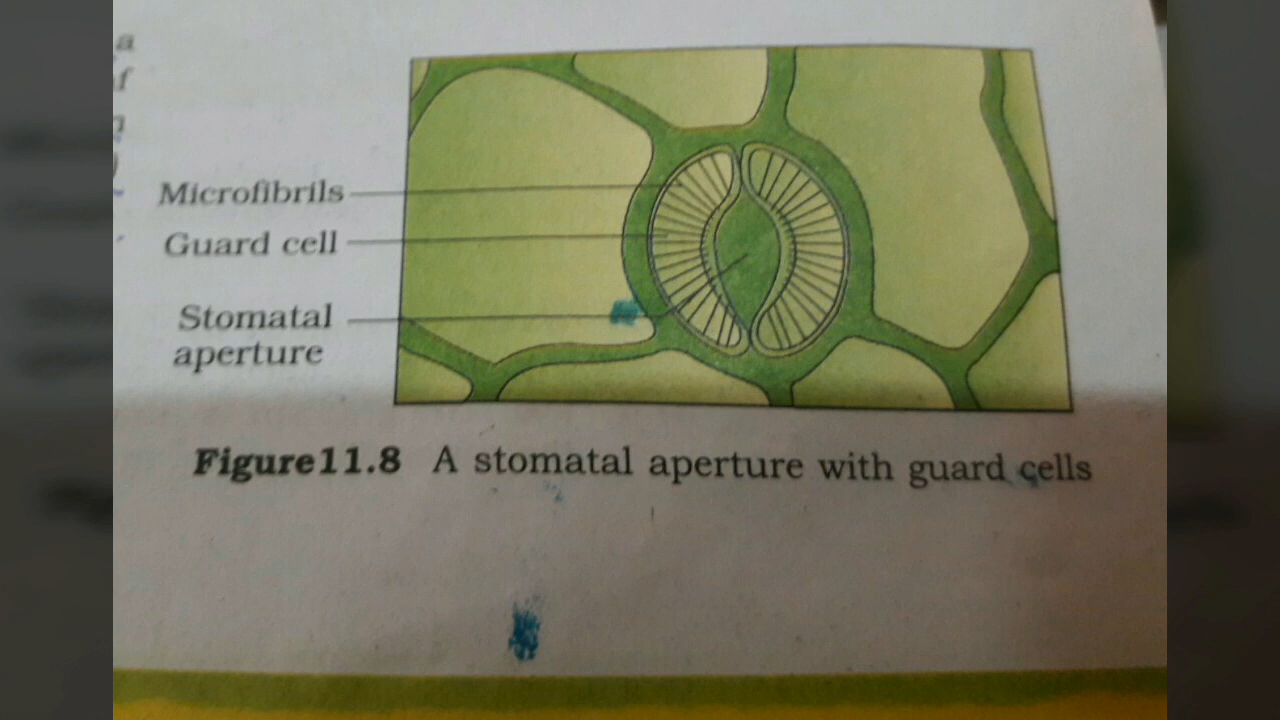 a
f
Microfibrils
Guard cell
Stomatal
aperture
Figure11.8 A stomatal aperture with guard cells